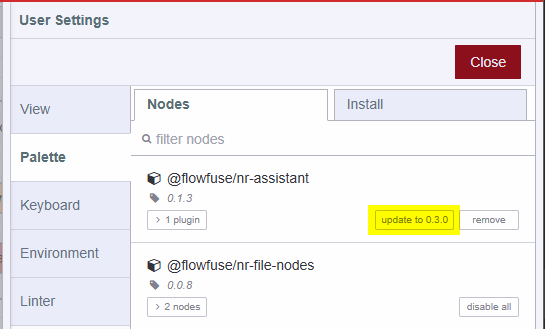 User Settings
Close
View
Palette
Keyboard
Environment
Linter
Nodes
Install
filter nodes
@flowfuse/nr-assistant
0.1.3
> 1 plugin
update to 0.3.0
remove
@flowfuse/nr-file-nodes
0.0.8
> 2 nodes
disable all